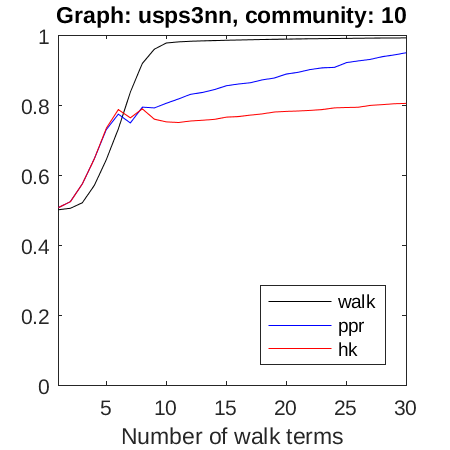 Graph: usps3nn, community: 10
1
0.8
0.6
0.4
0.2
0
walk
ppr
hk
5 10 15 20 25 30
Number of walk terms